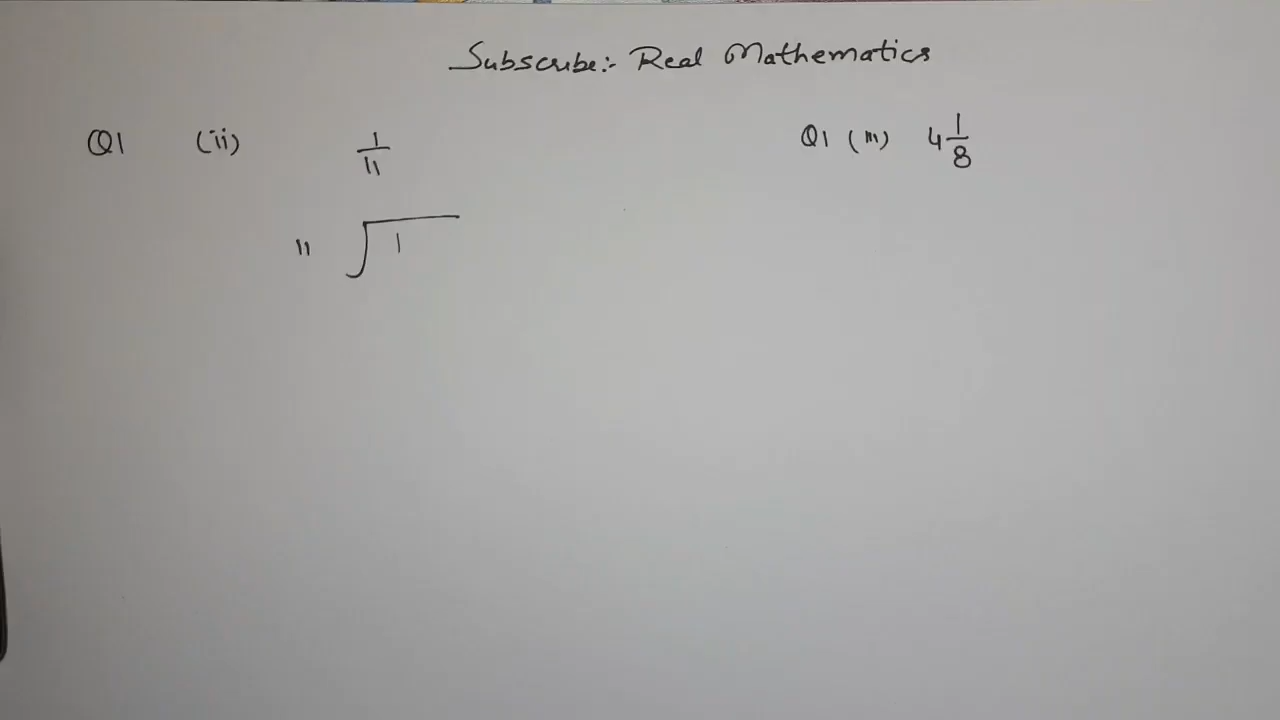 Subscribe:- Real Mathematics
Q1 (ii) 1/11
Q1 (iii) 4 1/8
11 √1